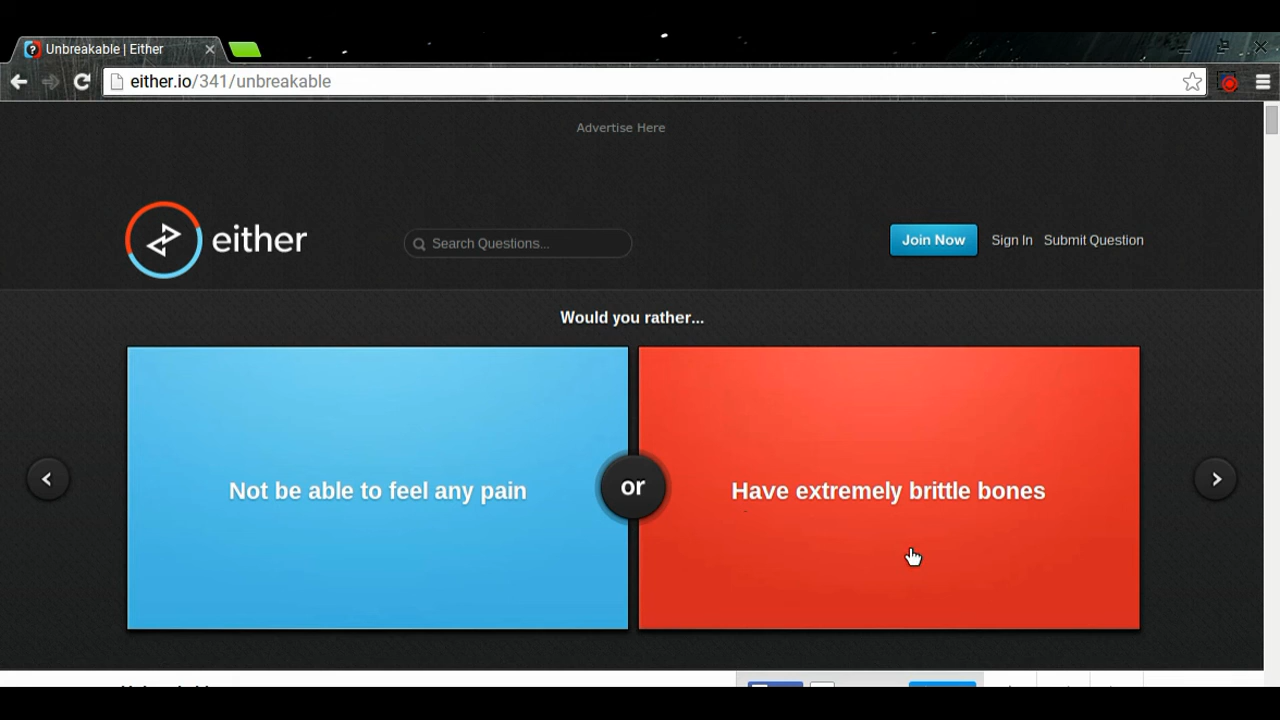 Unbreakable | Either
either.io/341/unbreakable
Advertise Here
either
Search Questions...
Join Now
Sign In
Submit Question
Would you rather...
Not be able to feel any pain
or
Have extremely brittle bones